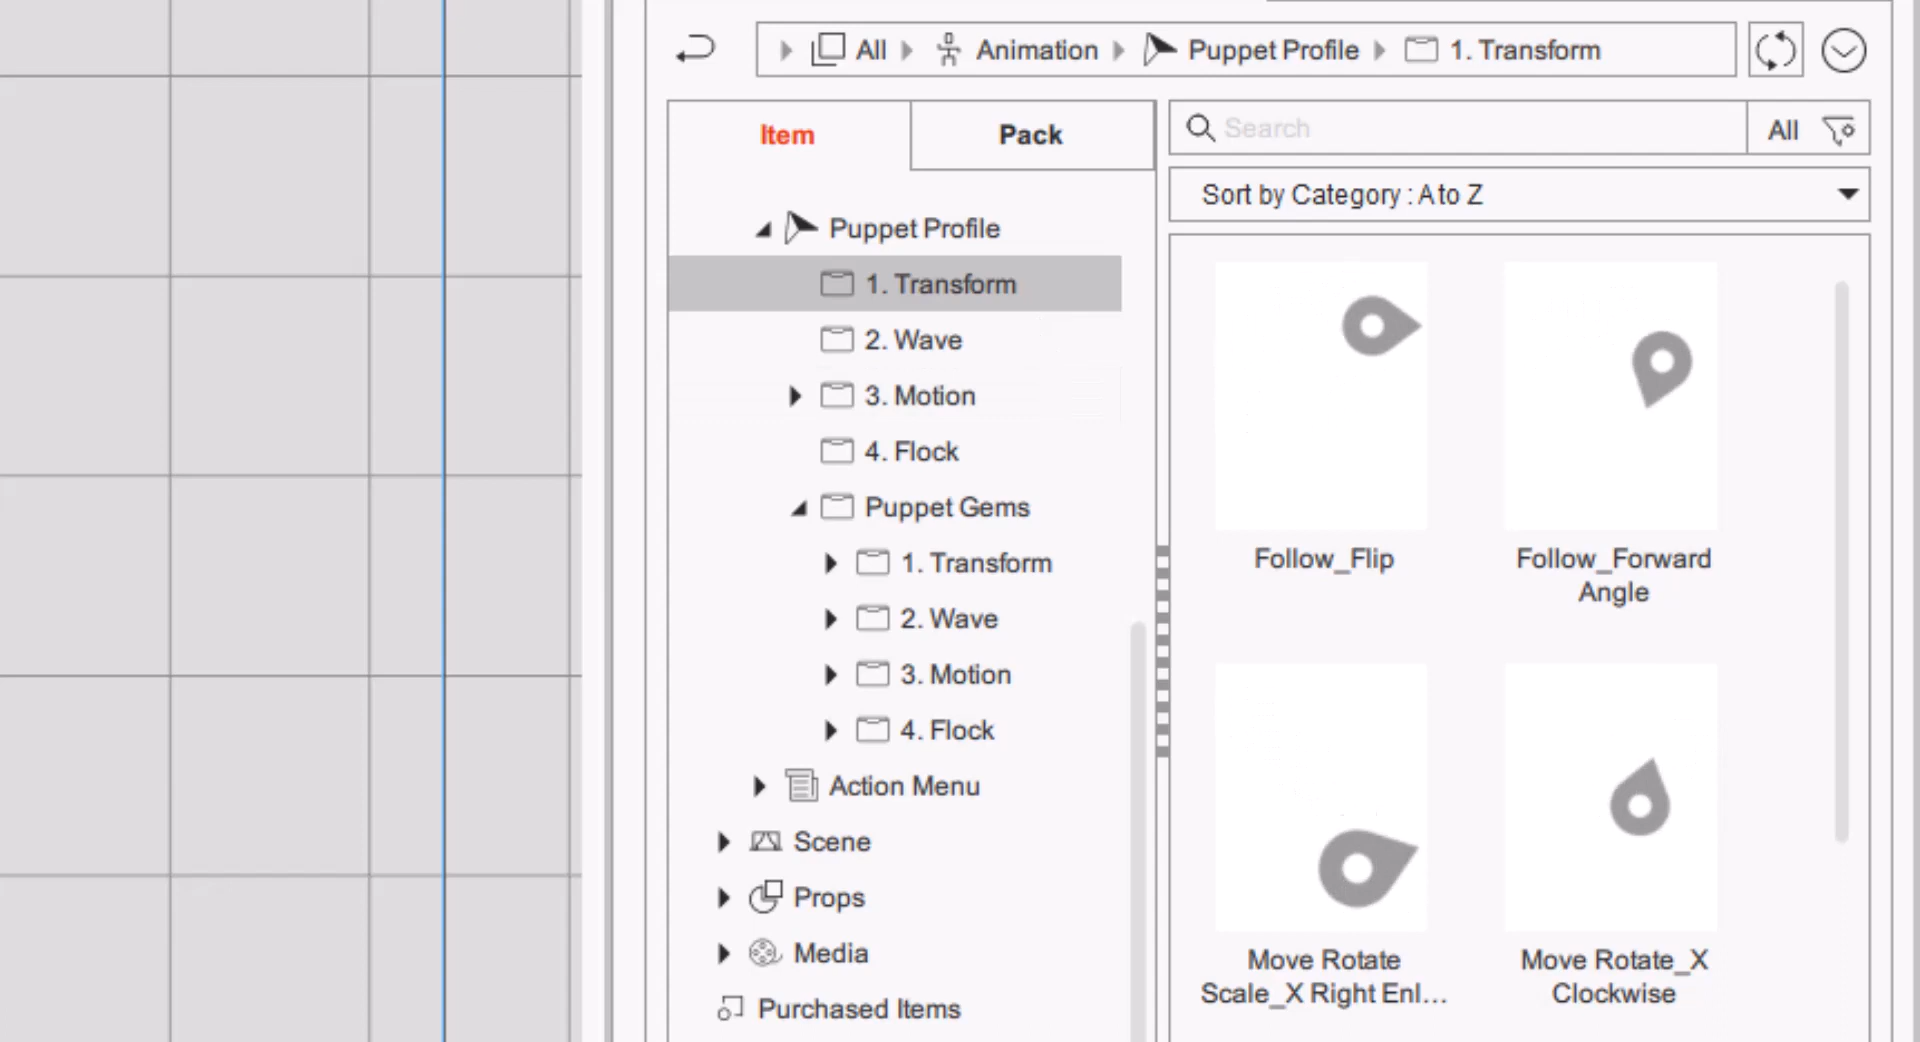 All Animation Puppet Profile 1. Transform
Item Pack
Search All
Sort by Category : A to Z
Puppet Profile
1. Transform
2. Wave
3. Motion
4. Flock
Puppet Gems
1. Transform
2. Wave
3. Motion
4. Flock
Action Menu
Scene
Props
Media
Purchased Items
Follow_Flip
Follow_Forward
Angle
Move Rotate
Scale_X Right Enl...
Move Rotate_X
Clockwise